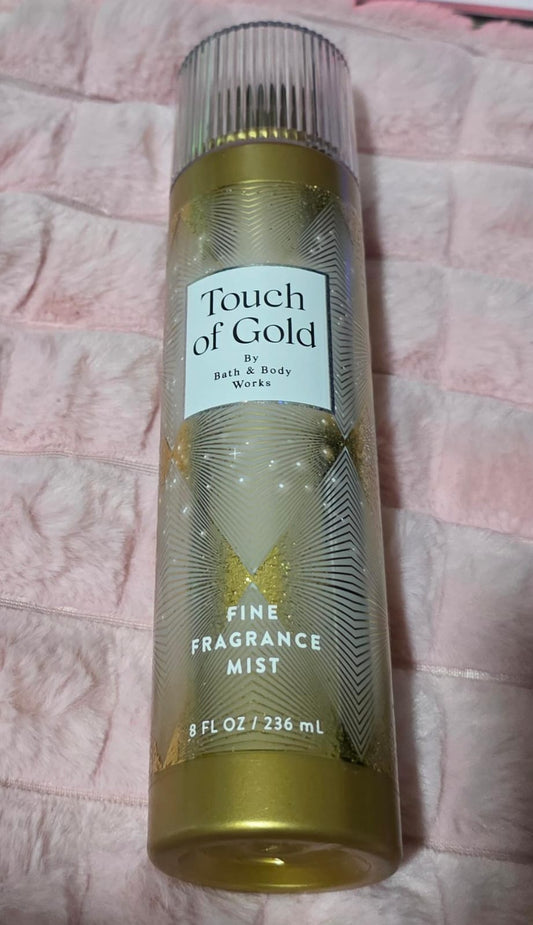 Touch
of Gold
By
Bath & Body
Works
FINE
FRAGRANCE
MIST
8 FL OZ / 236 mL